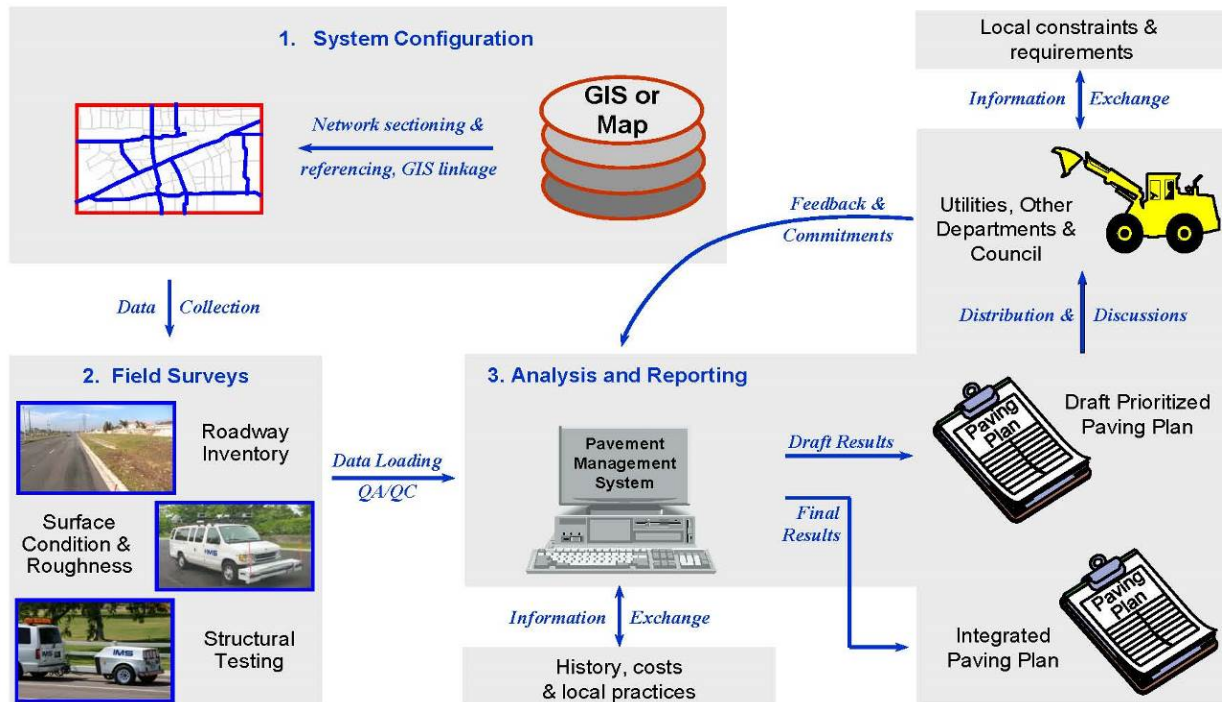 1. System Configuration
GIS or
Map
Network sectioning &
referencing, GIS linkage
Local constraints &
requirements
Information Exchange
Utilities, Other
Departments &
Council
Feedback &
Commitments
Distribution & Discussions
Data Collection
2. Field Surveys
Roadway
Inventory
Surface
Condition &
Roughness
IMS
Structural
Testing
IMS
IMS
Data Loading
QA/QC
3. Analysis and Reporting
Pavement
Management
System
Draft Results
Final
Results
Paving
Plan
Draft Prioritized
Paving Plan
Paving
Plan
Integrated
Paving Plan
Information Exchange
History, costs
& local practices